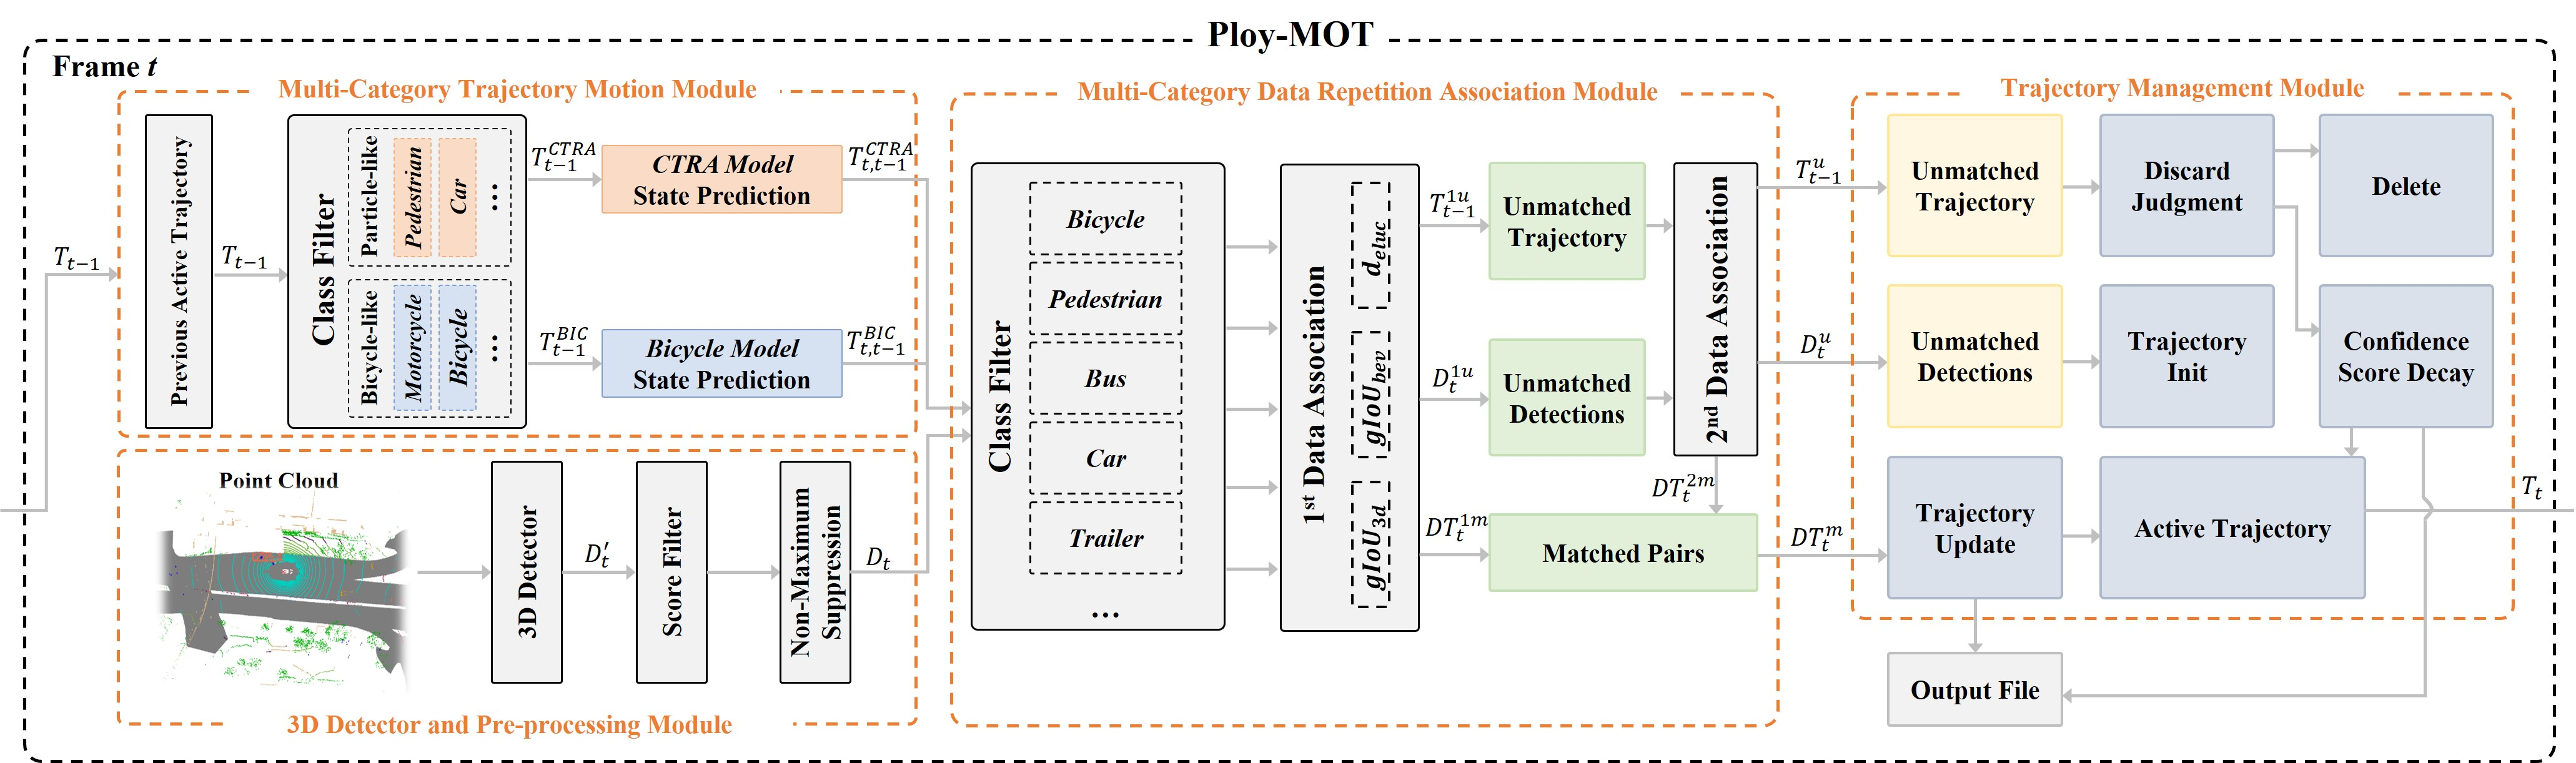 Ploy-MOT
Frame t
Multi-Category Trajectory Motion Module
T_{t-1}
Previous Active Trajectory
T_{t-1}
Class Filter
Particle-like
Pedestrian
Car
...
Bicycle-like
Motorcycle
Bicycle
...
T_{t-1}^{CTRA}
CTRA Model
State Prediction
T_{t,t-1}^{CTRA}
T_{t-1}^{BIC}
Bicycle Model
State Prediction
T_{t,t-1}^{BIC}
Point Cloud
3D Detector
D_t'
Score Filter
Non-Maximum
Suppression
D_t
3D Detector and Pre-processing Module
Multi-Category Data Repetition Association Module
Class Filter
Bicycle
Pedestrian
Bus
Car
Trailer
...
1st Data Association
d_{eluc}
gIoU_{bev}
gIoU_{3d}
T_{t-1}^{1u}
Unmatched
Trajectory
D_t^{1u}
Unmatched
Detections
2nd Data Association
DT_t^{2m}
DT_t^{1m}
Matched Pairs
T_{t-1}^{u}
D_t^{u}
DT_t^{m}
Trajectory Management Module
Unmatched
Trajectory
Discard
Judgment
Delete
Unmatched
Detections
Trajectory
Init
Confidence
Score Decay
Trajectory
Update
Active Trajectory
T_t
Output File